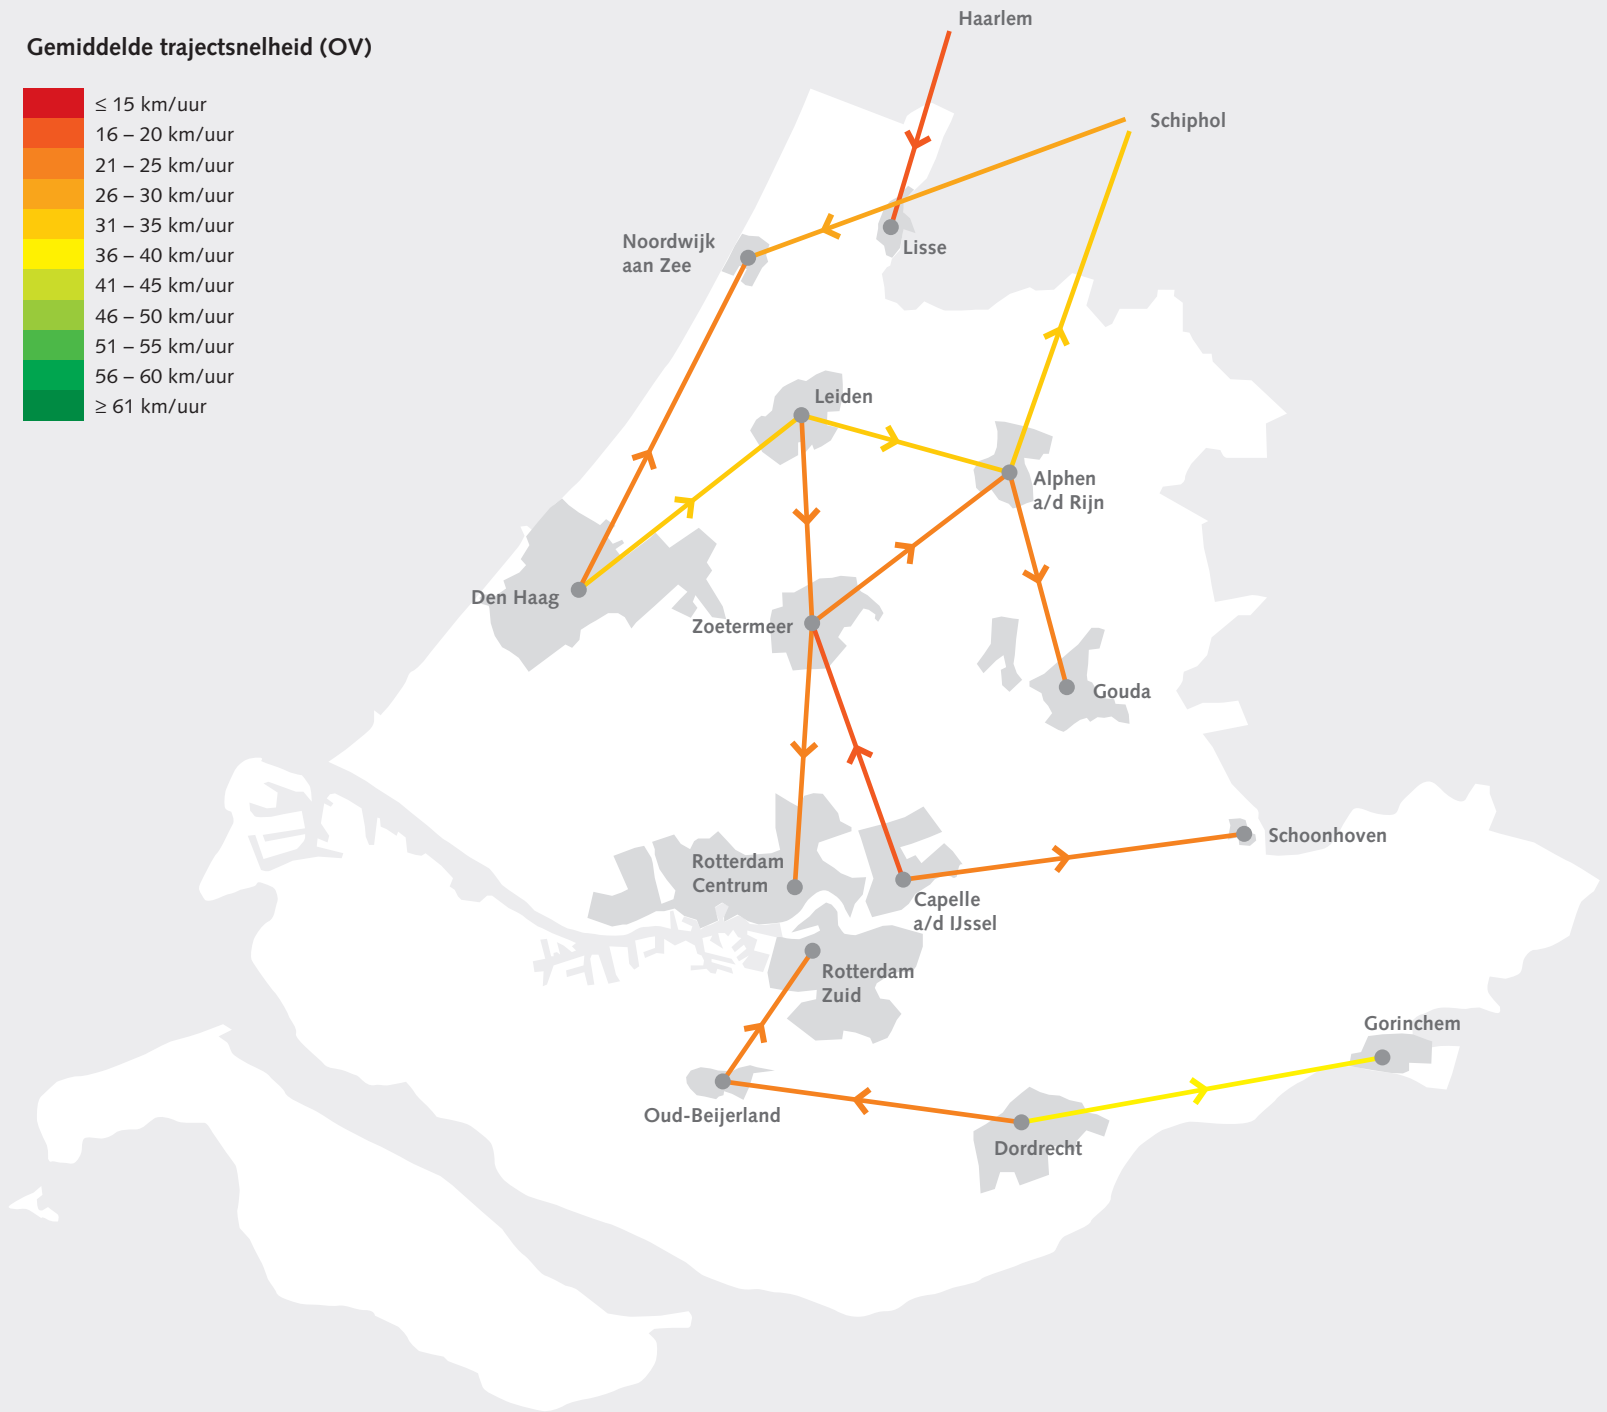 Gemiddelde trajectsnelheid (OV)
≤ 15 km/uur
16 – 20 km/uur
21 – 25 km/uur
26 – 30 km/uur
31 – 35 km/uur
36 – 40 km/uur
41 – 45 km/uur
46 – 50 km/uur
51 – 55 km/uur
56 – 60 km/uur
≥ 61 km/uur
Haarlem
Schiphol
Noordwijk
aan Zee
Lisse
Leiden
Alphen
a/d Rijn
Den Haag
Zoetermeer
Gouda
Schoonhoven
Rotterdam
Centrum
Capelle
a/d IJssel
Rotterdam
Zuid
Gorinchem
Oud-Beijerland
Dordrecht